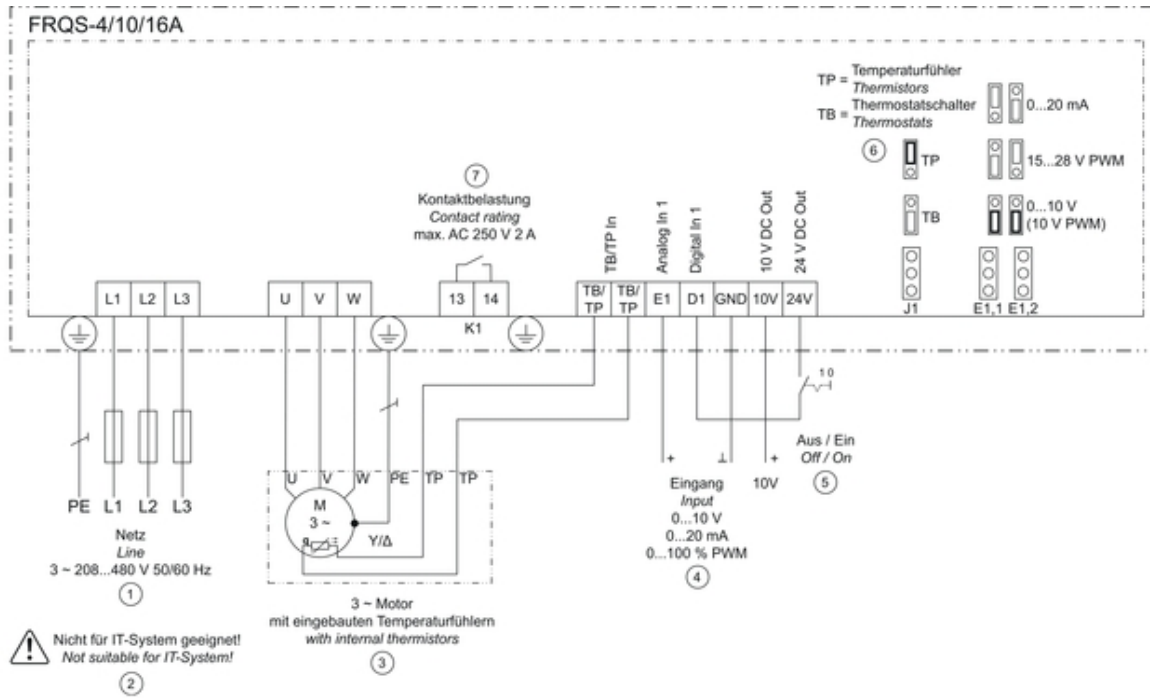 FRQS-4/10/16A
TP = Temperaturfühler
Thermistors
TB = Thermostatschalter
Thermostats
6
0...20 mA
TP
15...28 V PWM
TB
0...10 V
(10 V PWM)
J1
E1,1 E1,2
7
Kontaktbelastung
Contact rating
max. AC 250 V 2 A
TB/TP In
Analog In 1
Digital In 1
10 V DC Out
24 V DC Out
L1 L2 L3
U V W
13 14
K1
TB/ TP
TB/ TP
E1 D1 GND 10V 24V
1 0
Aus / Ein
Off / On
5
+ ⊥ +
10V
Eingang
Input
0...10 V
0...20 mA
0...100 % PWM
4
PE L1 L2 L3
Netz
Line
3 ~ 208...480 V 50/60 Hz
1
U V W PE TP TP
M
3 ~
Y/Δ
3 ~ Motor
mit eingebauten Temperaturfühlern
with internal thermistors
3
Nicht für IT-System geeignet!
Not suitable for IT-System!
2